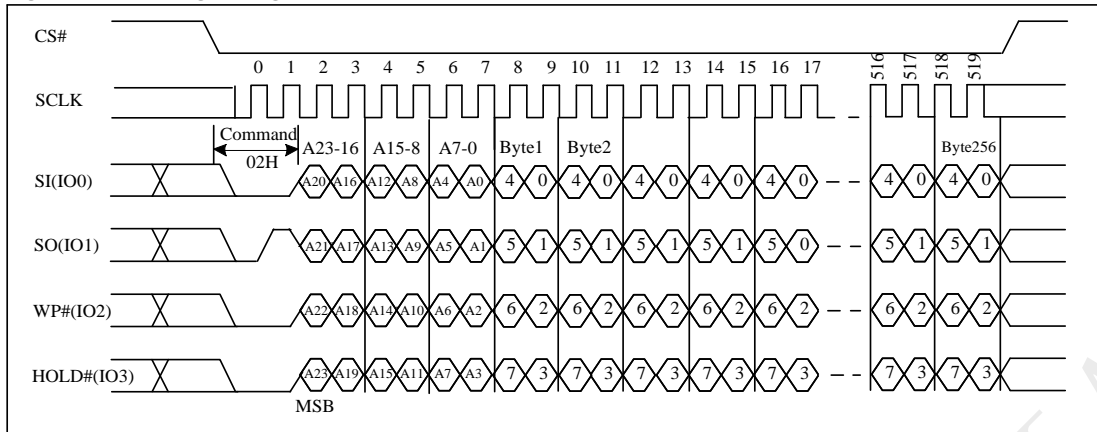 CS#
0 1 2 3 4 5 6 7 8 9 10 11 12 13 14 15 16 17 516 517 518 519
SCLK
Command
02H
A23-16 A15-8 A7-0 Byte1 Byte2 Byte256
SI(IO0) A20 A16 A12 A8 A4 A0 4 0 4 0 4 0 4 0 4 0 4 0 4 0
SO(IO1) A21 A17 A13 A9 A5 A1 5 1 5 1 5 1 5 1 5 0 5 1 5 1
WP#(IO2) A22 A18 A14 A10 A6 A2 6 2 6 2 6 2 6 2 6 2 6 2 6 2
HOLD#(IO3) A23 A19 A15 A11 A7 A3 7 3 7 3 7 3 7 3 7 3 7 3 7 3
MSB